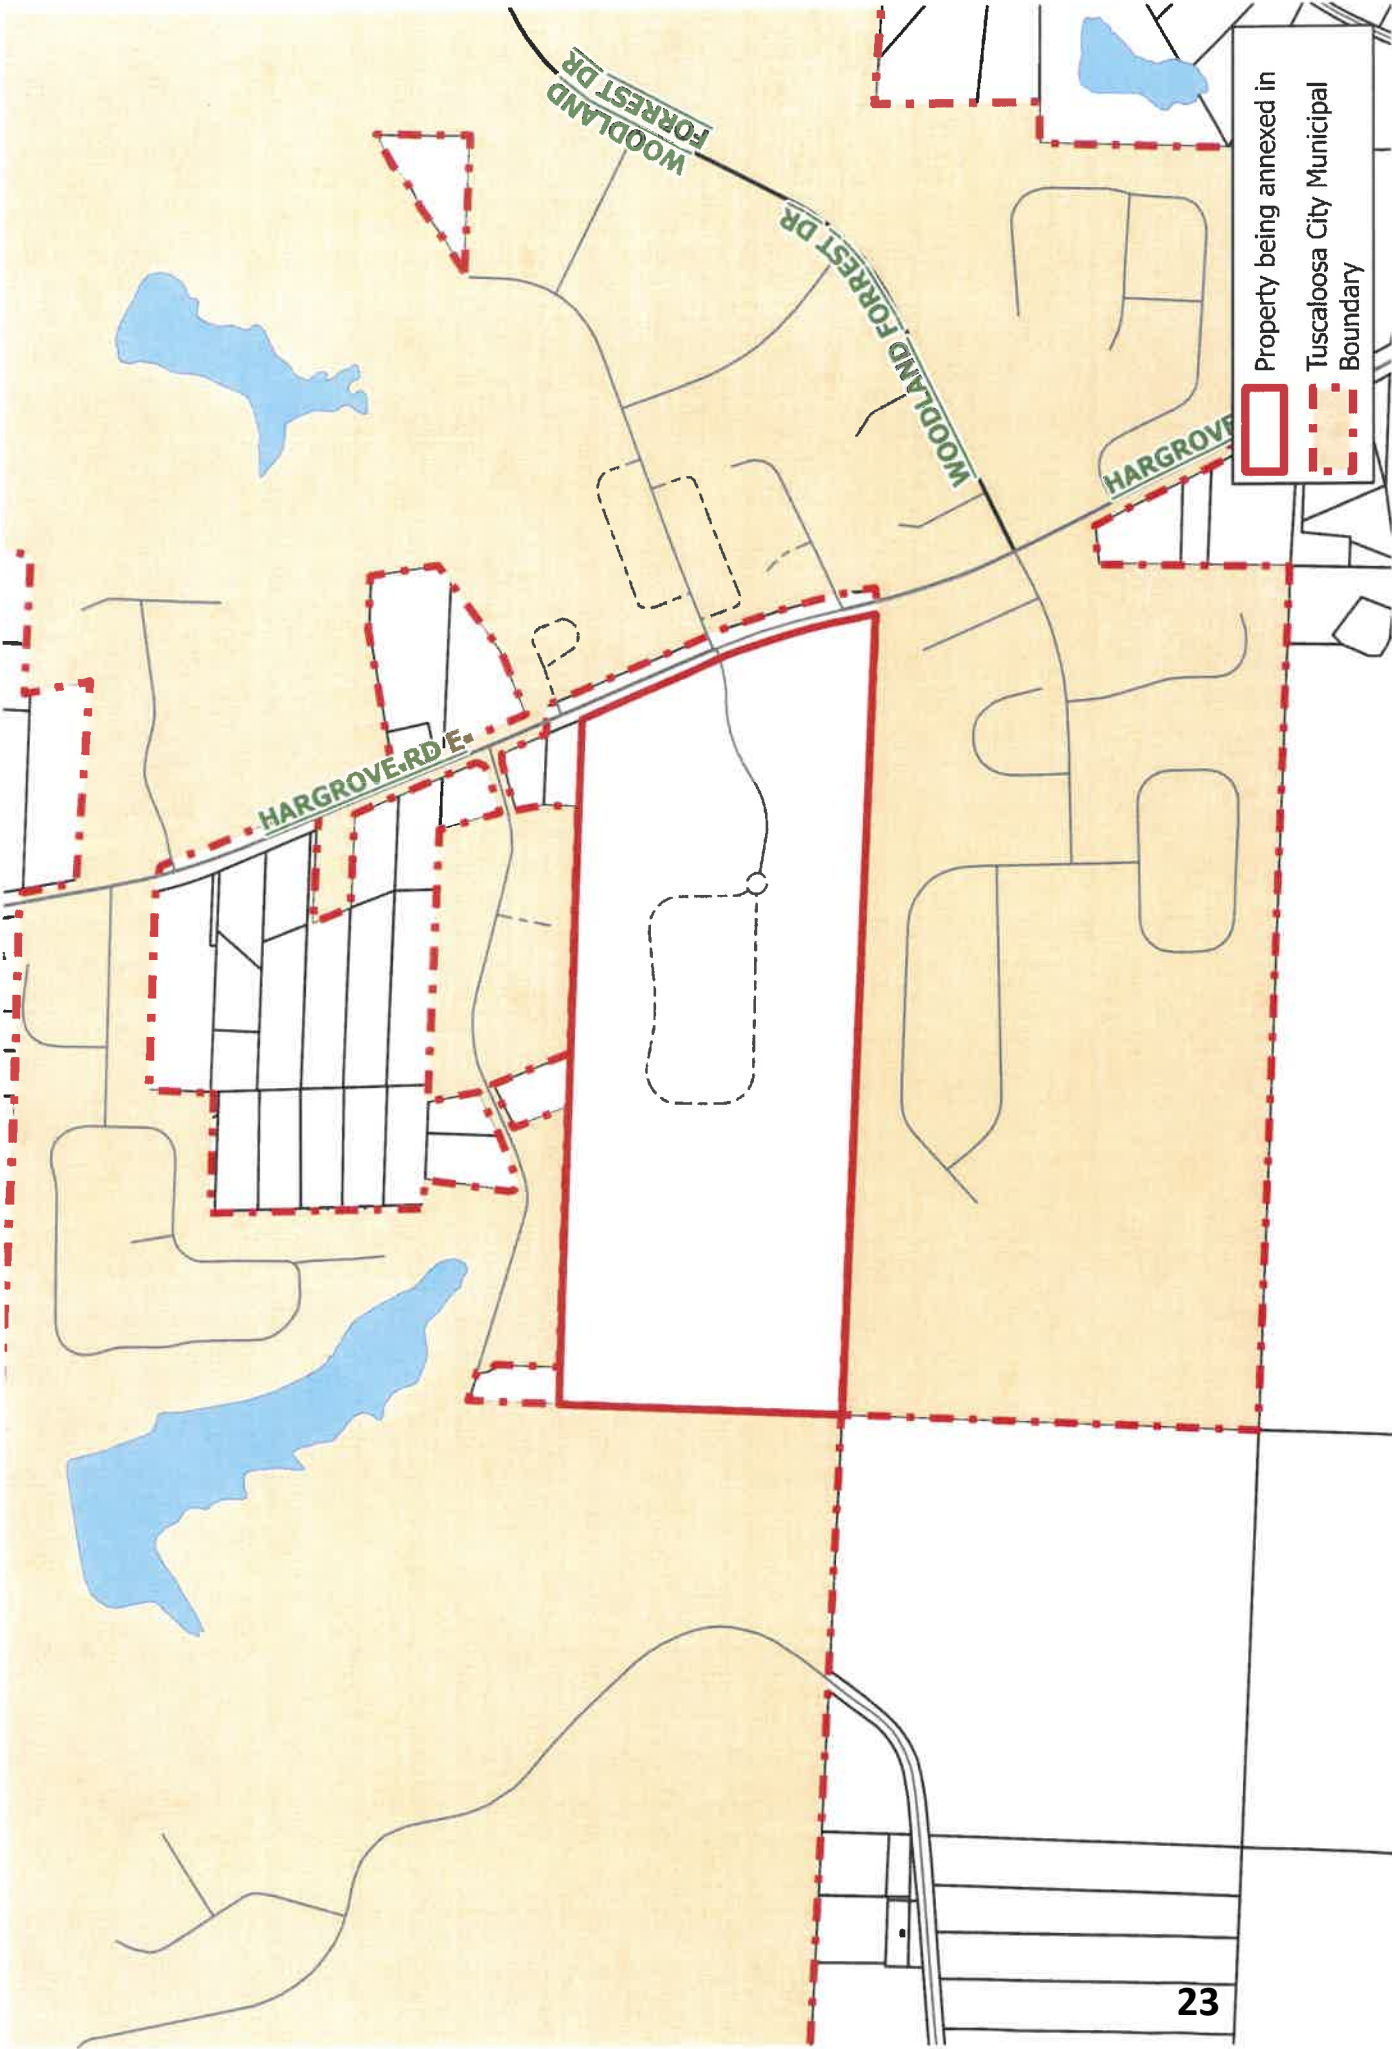 WOODLAND
FORREST DR
WOODLAND FORREST DR
HARGROVE RD E
HARGROVE
Property being annexed in
Tuscaloosa City Municipal
Boundary
23